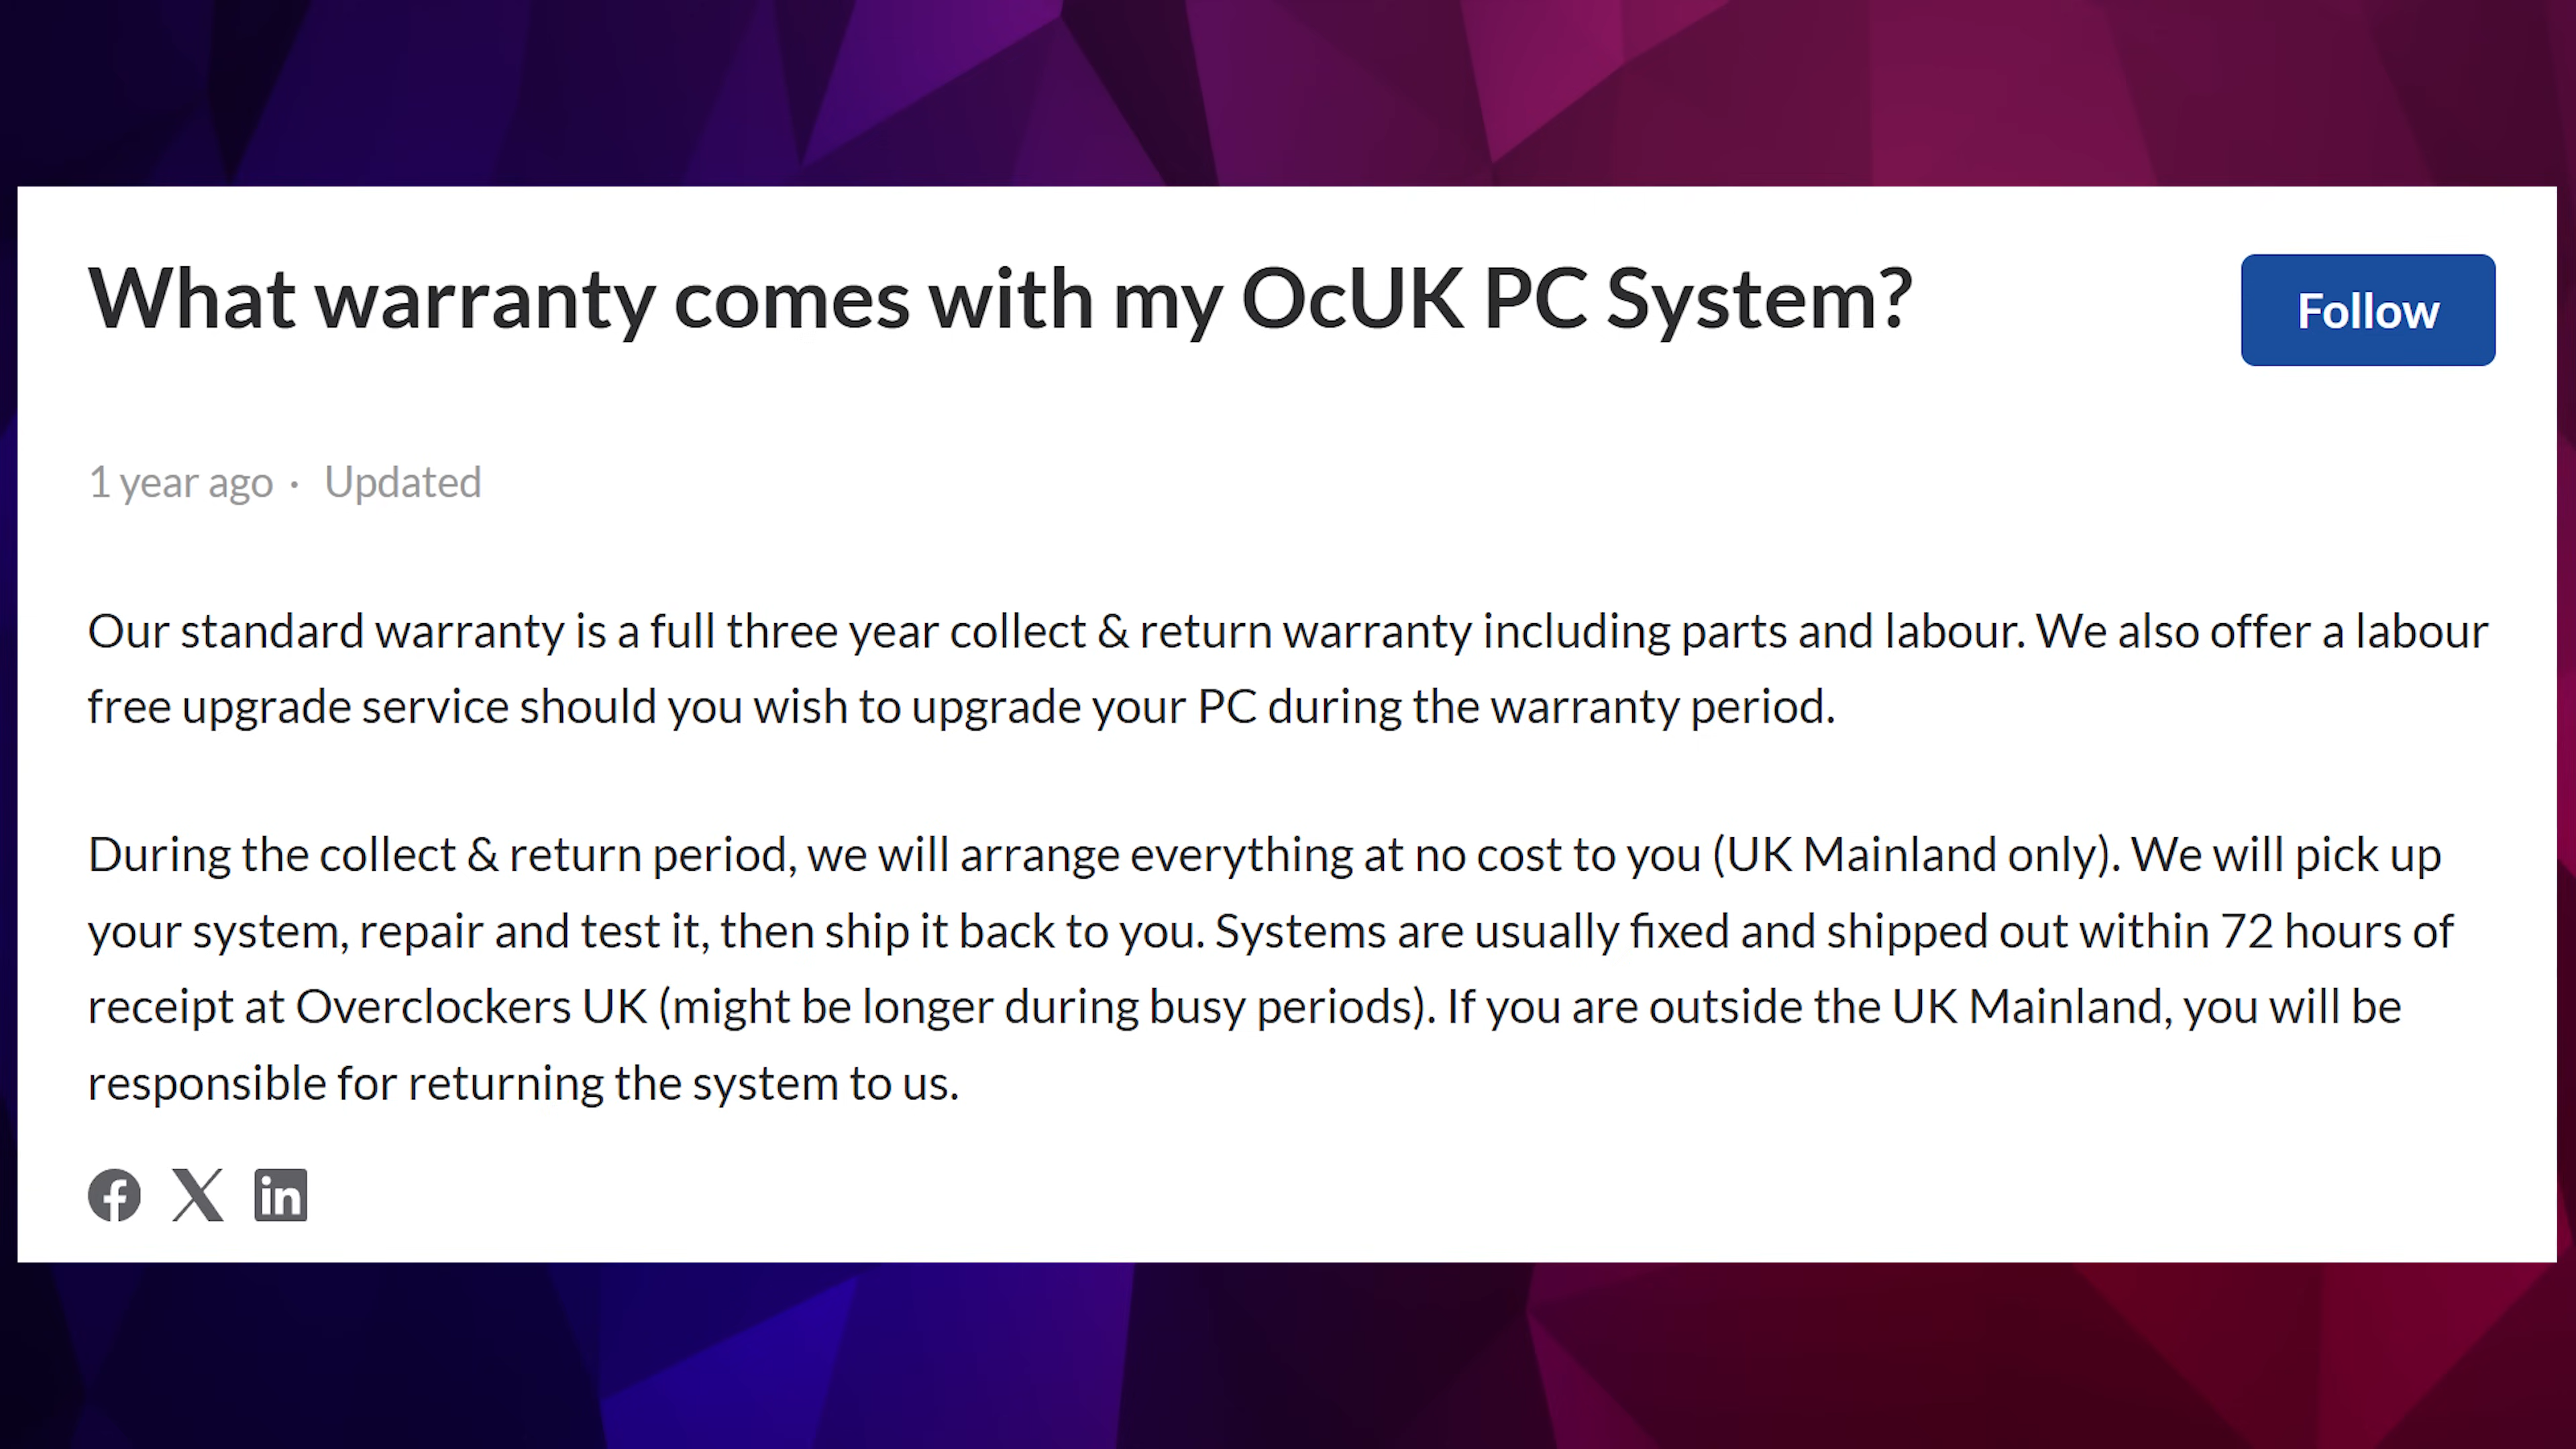 What warranty comes with my OcUK PC System?
Follow
1 year ago · Updated
Our standard warranty is a full three year collect & return warranty including parts and labour. We also offer a labour
free upgrade service should you wish to upgrade your PC during the warranty period.
During the collect & return period, we will arrange everything at no cost to you (UK Mainland only). We will pick up
your system, repair and test it, then ship it back to you. Systems are usually fixed and shipped out within 72 hours of
receipt at Overclockers UK (might be longer during busy periods). If you are outside the UK Mainland, you will be
responsible for returning the system to us.